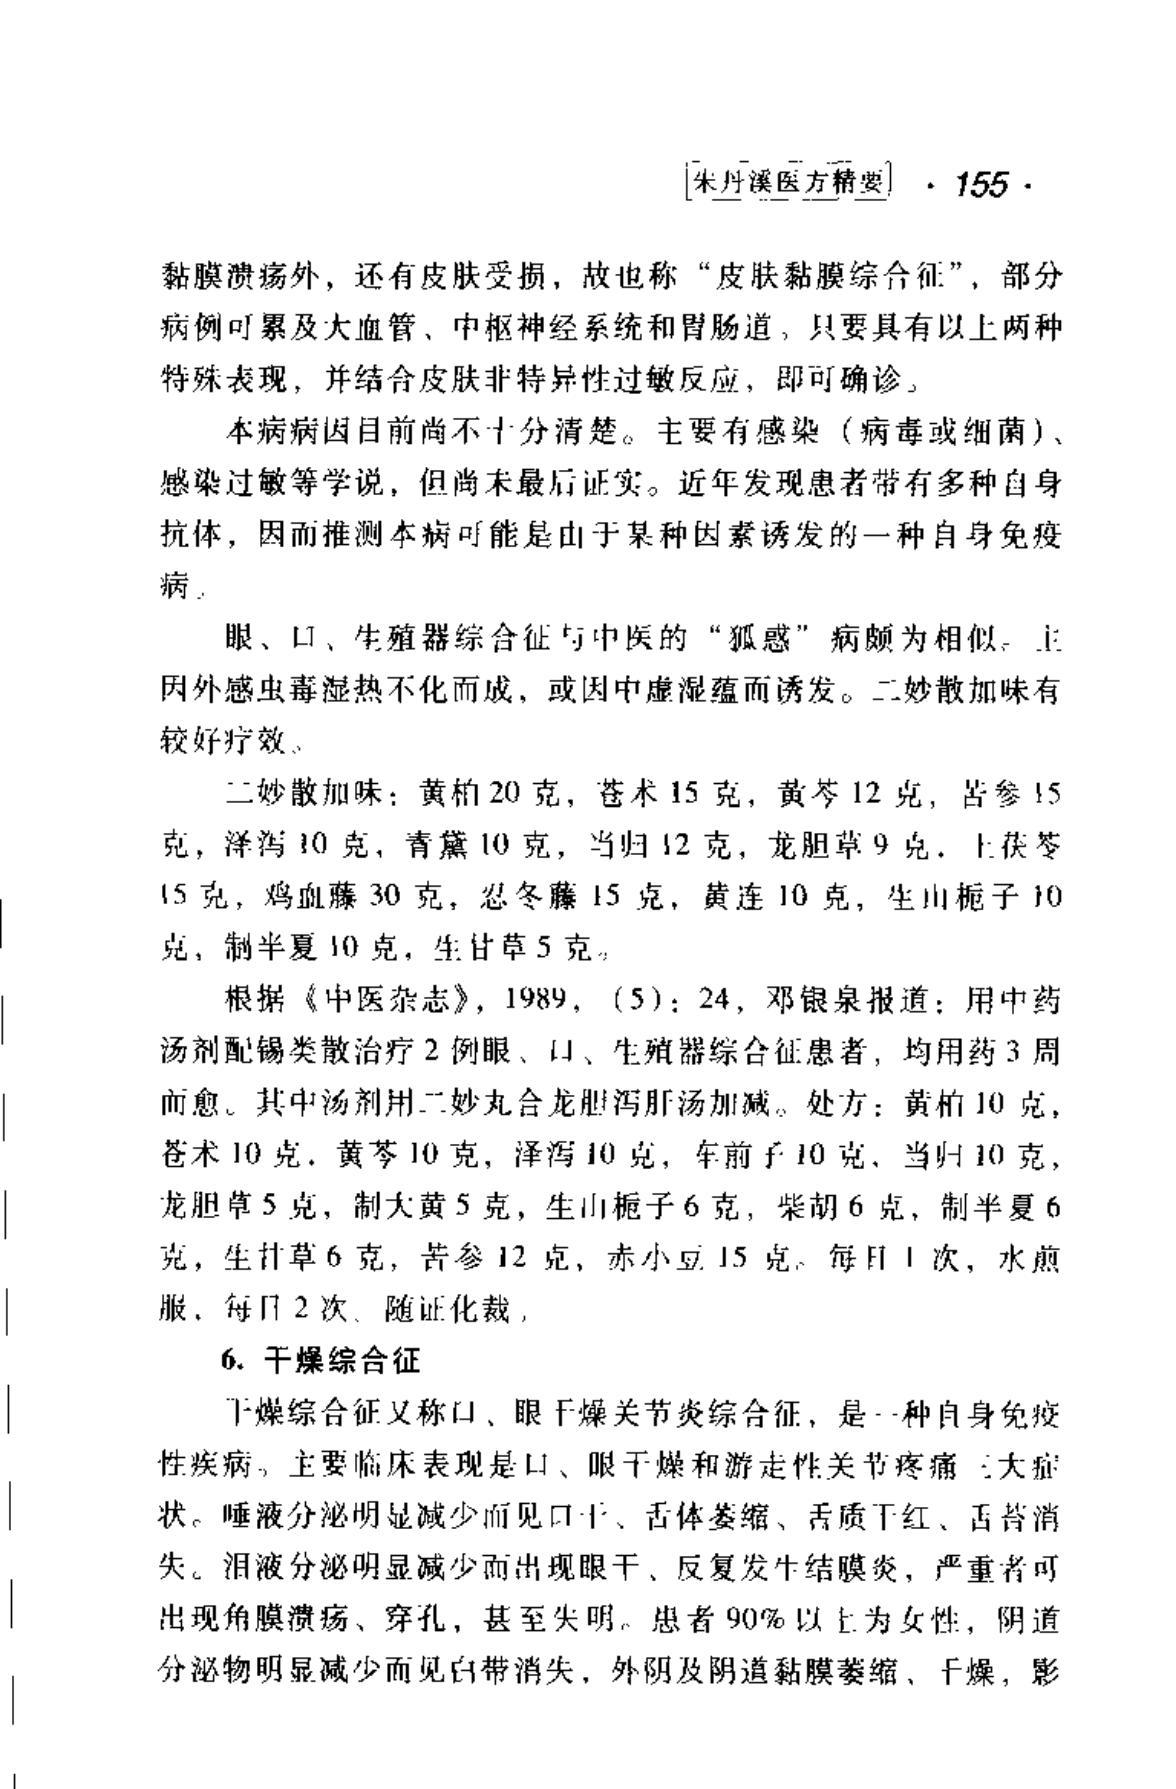 朱丹溪医方精要 · 155 ·
黏膜溃疡外，还有皮肤受损，故也称“皮肤黏膜综合征”，部分
病例可累及大血管、中枢神经系统和胃肠道。只要具有以上两种
特殊表现，并结合皮肤非特异性过敏反应，即可确诊。
本病病因目前尚不十分清楚。主要有感染（病毒或细菌）、
感染过敏等学说，但尚未最后证实。近年发现患者带有多种自身
抗体，因而推测本病可能是由于某种因素诱发的一种自身免疫
病。
眼、口、生殖器综合征与中医的“狐惑”病颇为相似。主
因外感虫毒湿热不化而成，或因中虚湿蕴而诱发。二妙散加味有
较好疗效。
二妙散加味：黄柏 20 克，苍术 15 克，黄芩 12 克，苦参 15
克，泽泻 10 克，青黛 10 克，当归 12 克，龙胆草 9 克，土茯苓
15 克，鸡血藤 30 克，忍冬藤 15 克，黄连 10 克，生山栀子 10
克，制半夏 10 克，生甘草 5 克。
根据《中医杂志》，1989，（5）：24，邓银泉报道：用中药
汤剂配锡类散治疗 2 例眼、口、生殖器综合征患者，均用药 3 周
而愈。其中汤剂用二妙丸合龙胆泻肝汤加减。处方：黄柏 10 克，
苍术 10 克，黄芩 10 克，泽泻 10 克，车前子 10 克、当归 10 克，
龙胆草 5 克，制大黄 5 克，生山栀子 6 克，柴胡 6 克，制半夏 6
克，生甘草 6 克，苦参 12 克，赤小豆 15 克。每日 1 次，水煎
服，每日 2 次、随证化裁。
6. 干燥综合征
干燥综合征又称口、眼干燥关节炎综合征，是一种自身免疫
性疾病。主要临床表现是口、眼干燥和游走性关节疼痛三大症
状。唾液分泌明显减少而见口干、舌体萎缩、舌质干红、舌苔消
失。泪液分泌明显减少而出现眼干、反复发生结膜炎，严重者可
出现角膜溃疡、穿孔，甚至失明。患者 90% 以上为女性，阴道
分泌物明显减少而见白带消失，外阴及阴道黏膜萎缩、干燥，影